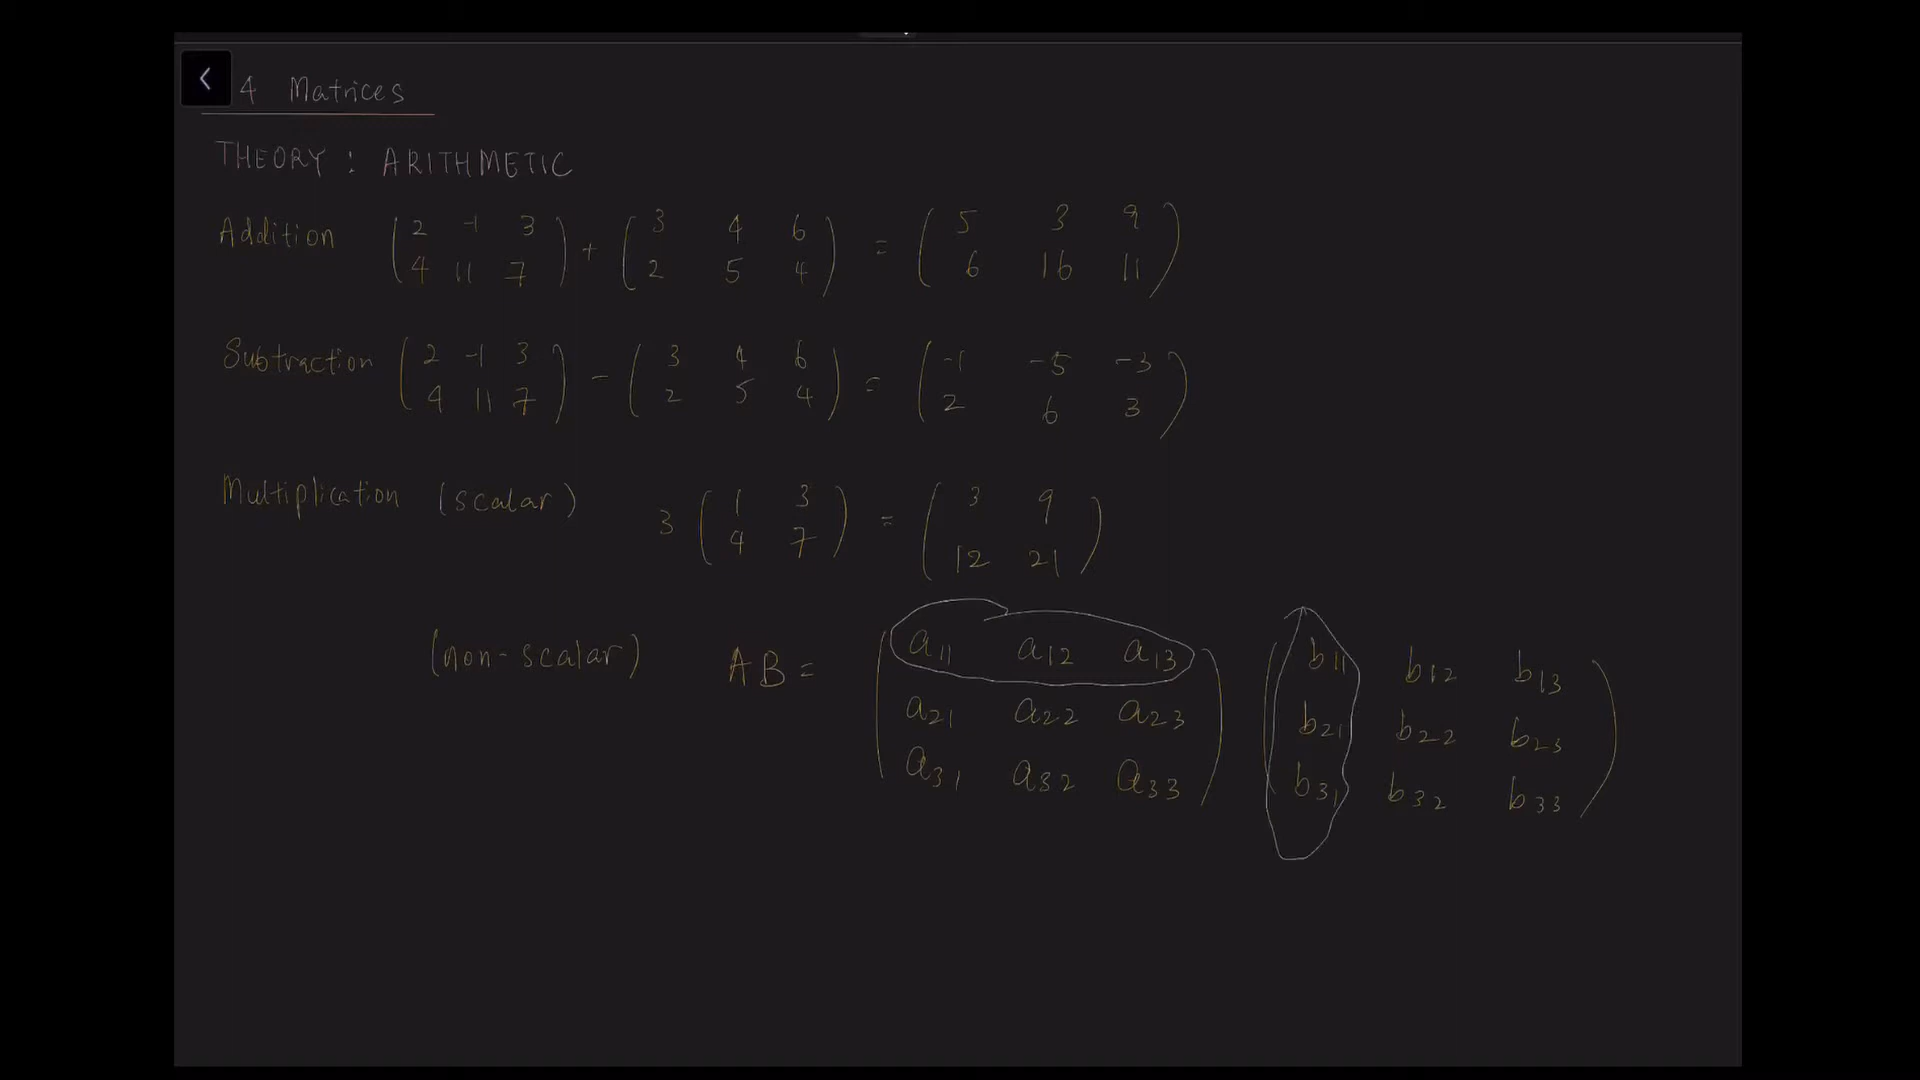 4 Matrices
THEORY : ARITHMETIC
Addition ( 2 -1 3 ; 4 11 7 ) + ( 3 4 6 ; 2 5 4 ) = ( 5 3 9 ; 6 16 11 )
Subtraction ( 2 -1 3 ; 4 11 7 ) - ( 3 4 6 ; 2 5 4 ) = ( -1 -5 -3 ; 2 6 3 )
Multiplication (scalar) 3 ( 1 3 ; 4 7 ) = ( 3 9 ; 12 21 )
(non-scalar) AB = ( a11 a12 a13 ; a21 a22 a23 ; a31 a32 a33 ) ( b11 b12 b13 ; b21 b22 b23 ; b31 b32 b33 )